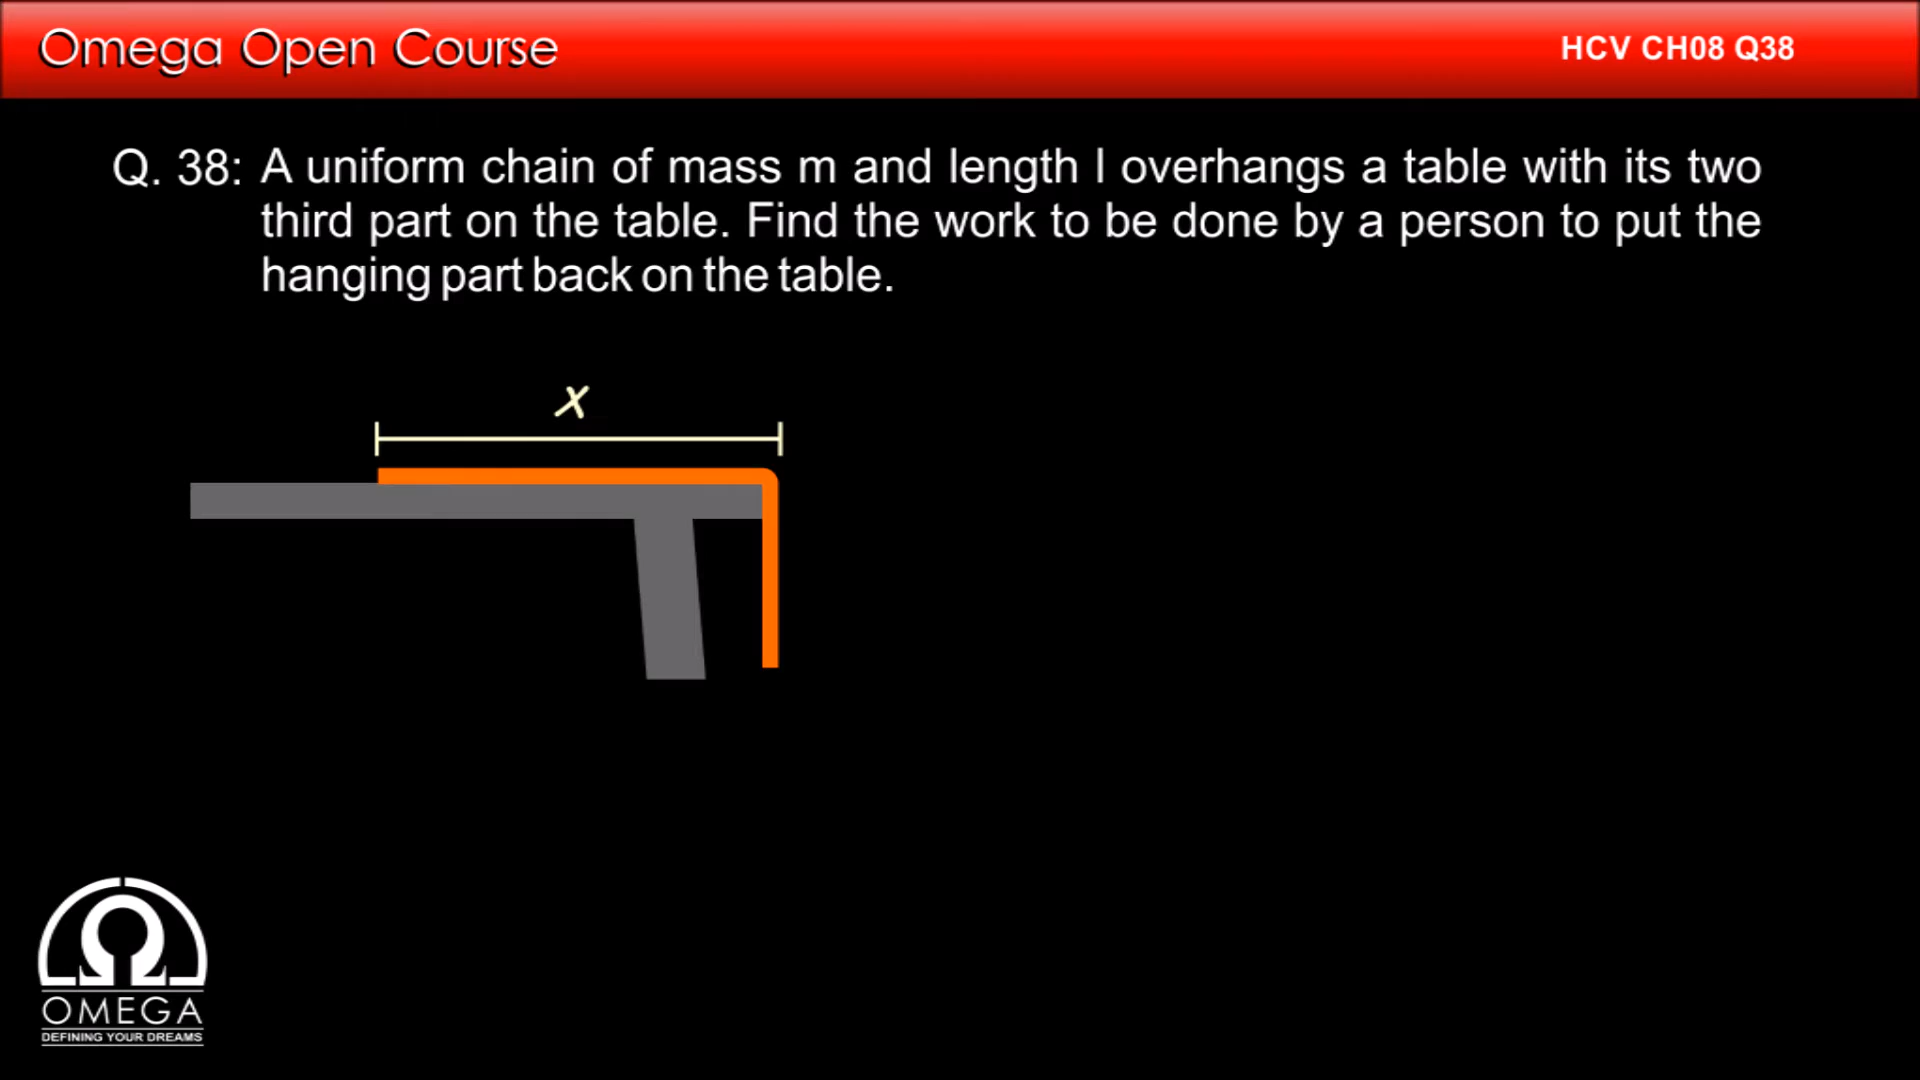 Omega Open Course
HCV CH08 Q38
Q. 38: A uniform chain of mass m and length l overhangs a table with its two
third part on the table. Find the work to be done by a person to put the
hanging part back on the table.
x
OMEGA
DEFINING YOUR DREAMS